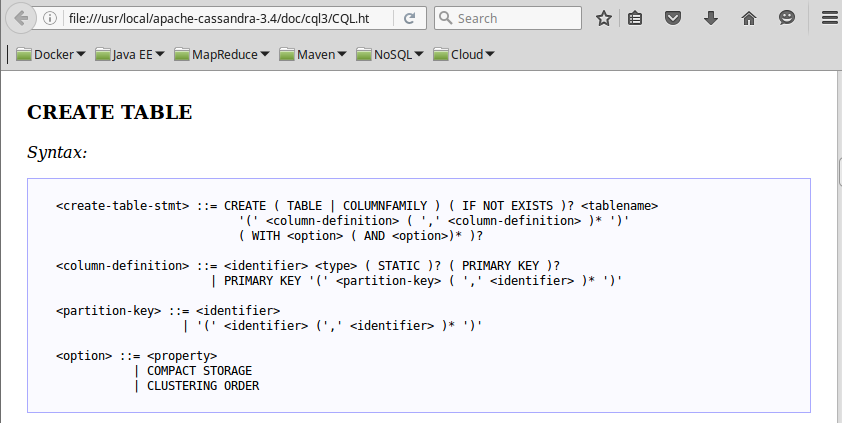 file:///usr/local/apache-cassandra-3.4/doc/cql3/CQL.ht
Search
Docker Java EE MapReduce Maven NoSQL Cloud
CREATE TABLE
Syntax:
<create-table-stmt> ::= CREATE ( TABLE | COLUMNFAMILY ) ( IF NOT EXISTS )? <tablename>
'(' <column-definition> ( ',' <column-definition> )* ')'
( WITH <option> ( AND <option>)* )?
<column-definition> ::= <identifier> <type> ( STATIC )? ( PRIMARY KEY )?
| PRIMARY KEY '(' <partition-key> ( ',' <identifier> )* ')'
<partition-key> ::= <identifier>
| '(' <identifier> (',' <identifier> )* ')'
<option> ::= <property>
| COMPACT STORAGE
| CLUSTERING ORDER